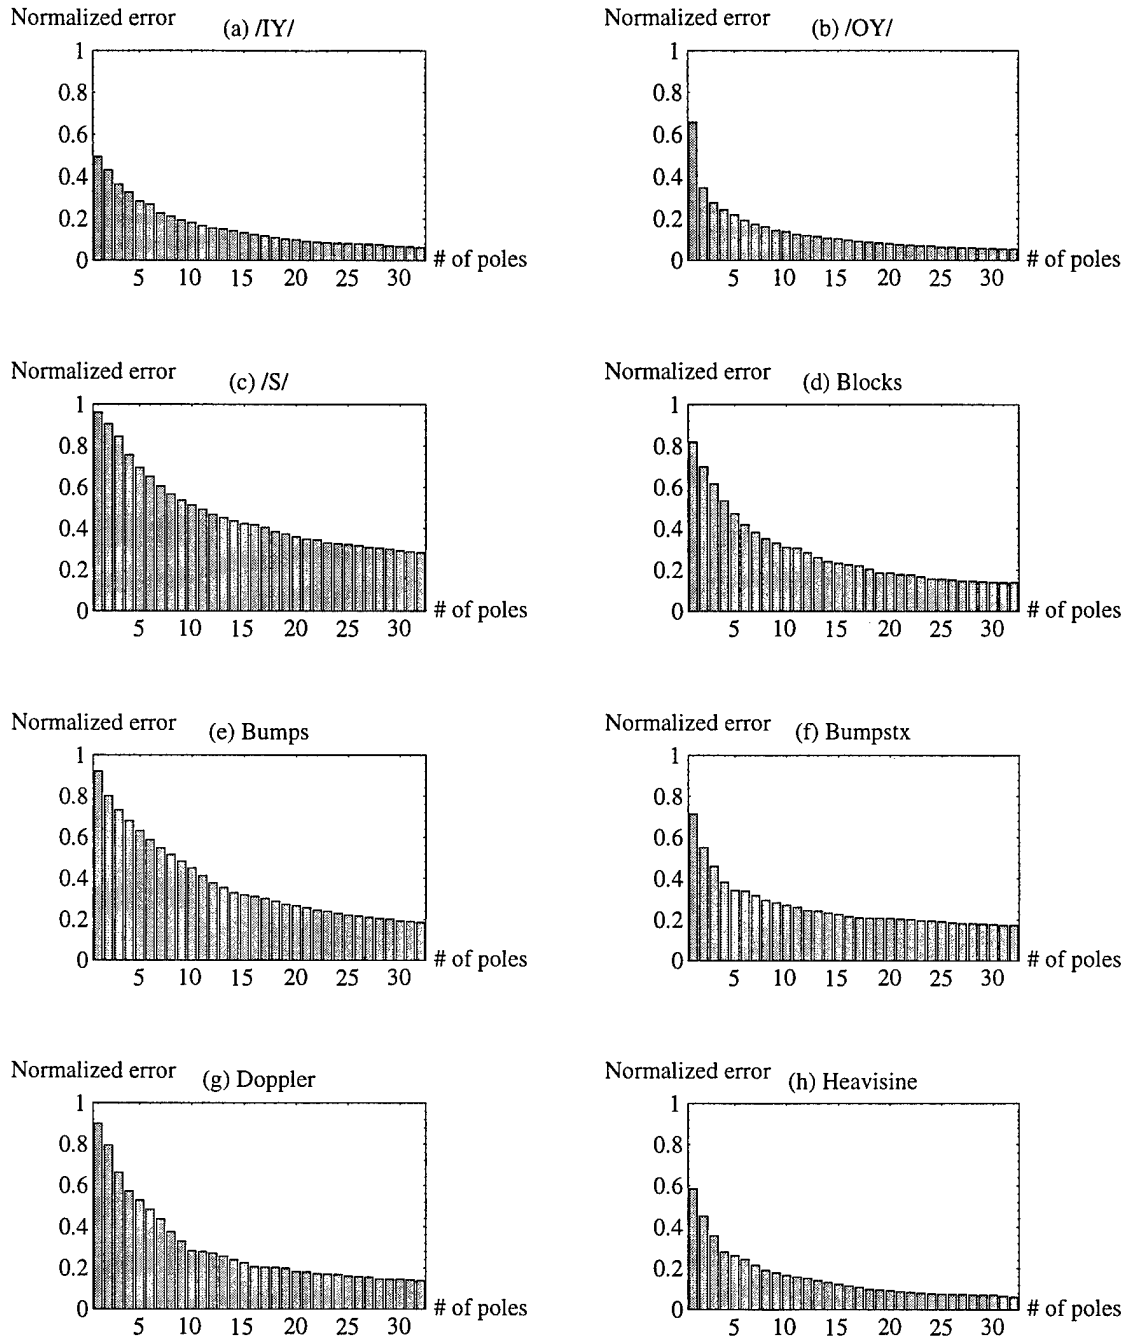 Normalized error
(a) /IY/
1
0.8
0.6
0.4
0.2
0
5 10 15 20 25 30
# of poles
Normalized error
(b) /OY/
1
0.8
0.6
0.4
0.2
0
5 10 15 20 25 30
# of poles
Normalized error
(c) /S/
1
0.8
0.6
0.4
0.2
0
5 10 15 20 25 30
# of poles
Normalized error
(d) Blocks
1
0.8
0.6
0.4
0.2
0
5 10 15 20 25 30
# of poles
Normalized error
(e) Bumps
1
0.8
0.6
0.4
0.2
0
5 10 15 20 25 30
# of poles
Normalized error
(f) Bumpstx
1
0.8
0.6
0.4
0.2
0
5 10 15 20 25 30
# of poles
Normalized error
(g) Doppler
1
0.8
0.6
0.4
0.2
0
5 10 15 20 25 30
# of poles
Normalized error
(h) Heavisine
1
0.8
0.6
0.4
0.2
0
5 10 15 20 25 30
# of poles